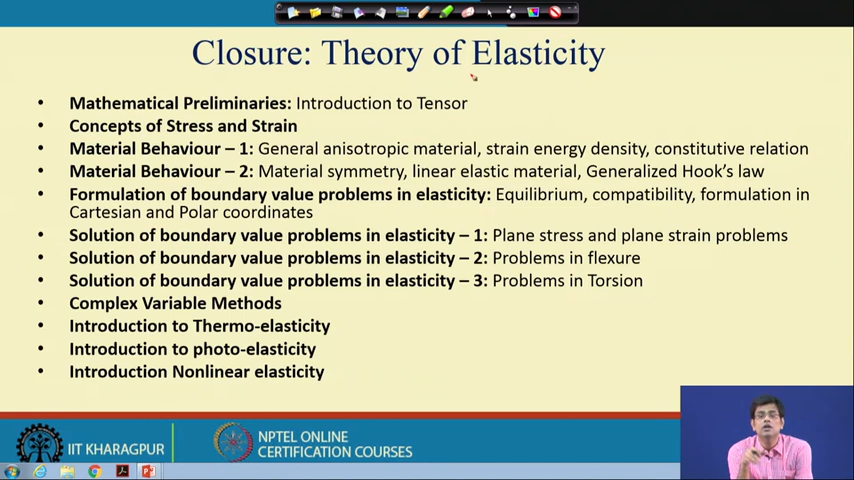 Closure: Theory of Elasticity
• Mathematical Preliminaries: Introduction to Tensor
• Concepts of Stress and Strain
• Material Behaviour – 1: General anisotropic material, strain energy density, constitutive relation
• Material Behaviour – 2: Material symmetry, linear elastic material, Generalized Hook's law
• Formulation of boundary value problems in elasticity: Equilibrium, compatibility, formulation in
Cartesian and Polar coordinates
• Solution of boundary value problems in elasticity – 1: Plane stress and plane strain problems
• Solution of boundary value problems in elasticity – 2: Problems in flexure
• Solution of boundary value problems in elasticity – 3: Problems in Torsion
• Complex Variable Methods
• Introduction to Thermo-elasticity
• Introduction to photo-elasticity
• Introduction Nonlinear elasticity
IIT KHARAGPUR
NPTEL ONLINE
CERTIFICATION COURSES